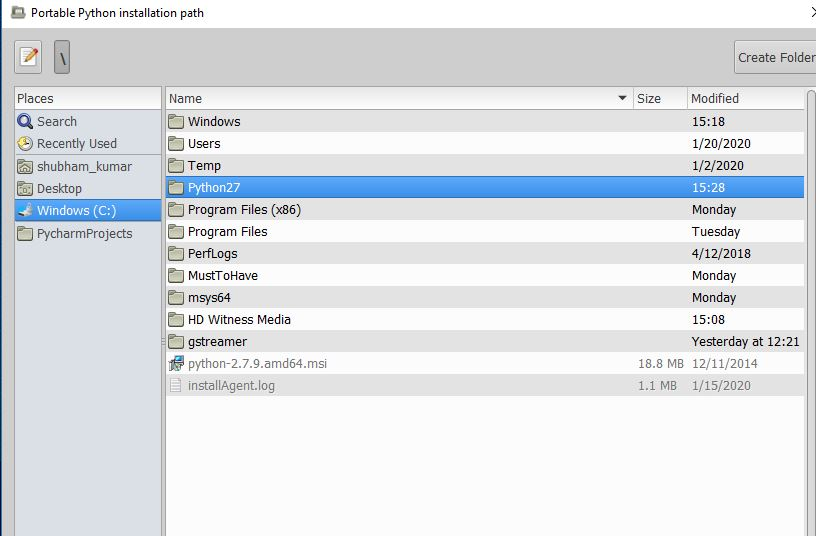 Portable Python installation path
\
Create Folder
Places
Name Size Modified
Search
Recently Used
shubham_kumar
Desktop
Windows (C:)
PycharmProjects
Windows 15:18
Users 1/20/2020
Temp 1/2/2020
Python27 15:28
Program Files (x86) Monday
Program Files Tuesday
PerfLogs 4/12/2018
MustToHave Monday
msys64 Monday
HD Witness Media 15:08
gstreamer Yesterday at 12:21
python-2.7.9.amd64.msi 18.8 MB 12/11/2014
installAgent.log 1.1 MB 1/15/2020